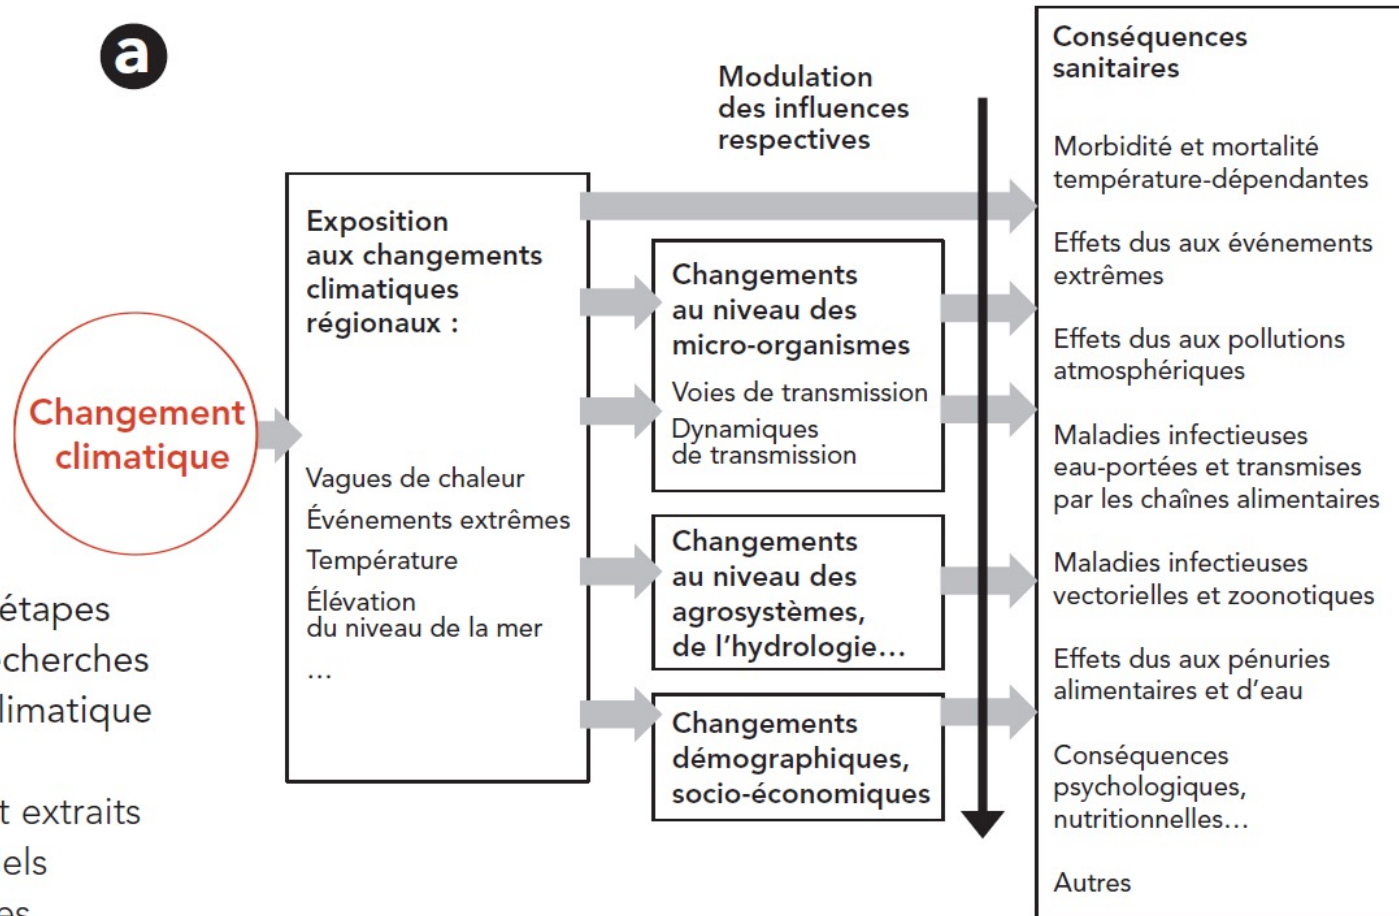 a
Modulation
des influences
respectives
Changement
climatique
Exposition
aux changements
climatiques
régionaux :
Vagues de chaleur
Événements extrêmes
Température
Élévation
du niveau de la mer
...
Changements
au niveau des
micro-organismes
Voies de transmission
Dynamiques
de transmission
Changements
au niveau des
agrosystèmes,
de l’hydrologie...
Changements
démographiques,
socio-économiques
Conséquences
sanitaires
Morbidité et mortalité
température-dépendantes
Effets dus aux événements
extrêmes
Effets dus aux pollutions
atmosphériques
Maladies infectieuses
eau-portées et transmises
par les chaînes alimentaires
Maladies infectieuses
vectorielles et zoonotiques
Effets dus aux pénuries
alimentaires et d’eau
Conséquences
psychologiques,
nutritionnelles...
Autres
étapes
cherches
limatique
t extraits
els